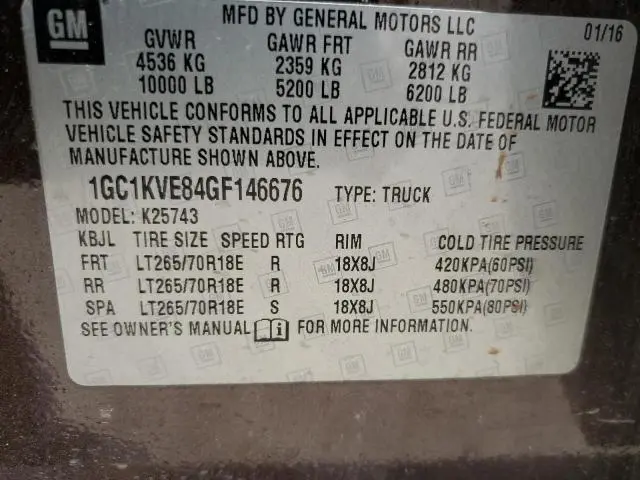 GM
MFD BY GENERAL MOTORS LLC 01/16
GVWR GAWR FRT GAWR RR
4536 KG 2359 KG 2812 KG
10000 LB 5200 LB 6200 LB
THIS VEHICLE CONFORMS TO ALL APPLICABLE U.S. FEDERAL MOTOR
VEHICLE SAFETY STANDARDS IN EFFECT ON THE DATE OF
MANUFACTURE SHOWN ABOVE.
1GC1KVE84GF146676 TYPE: TRUCK
MODEL: K25743
KBJL TIRE SIZE SPEED RTG RIM COLD TIRE PRESSURE
FRT LT265/70R18E R 18X8J 420KPA(60PSI)
RR LT265/70R18E R 18X8J 480KPA(70PSI)
SPA LT265/70R18E S 18X8J 550KPA(80PSI)
SEE OWNER'S MANUAL FOR MORE INFORMATION.